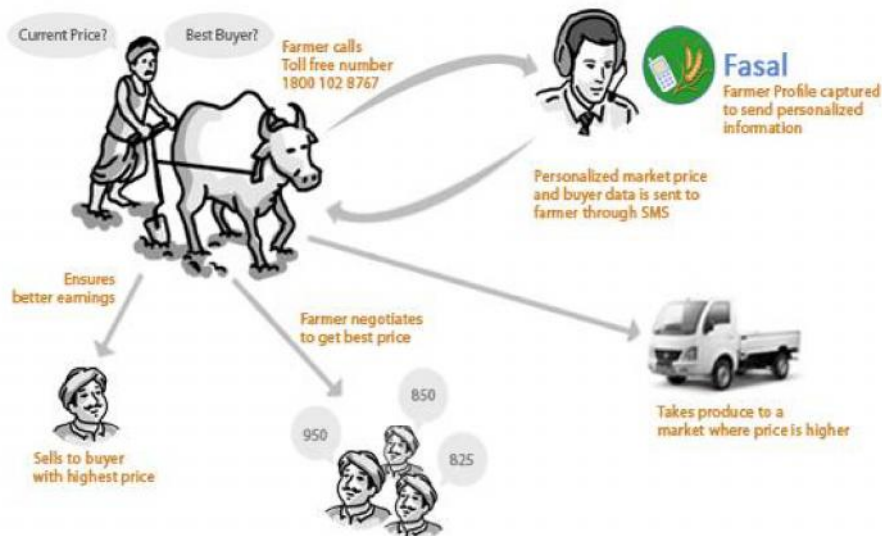 Current Price?
Best Buyer?
Farmer calls
Toll free number
1800 102 8767
Fasal
Farmer Profile captured
to send personalized
information
Personalized market price
and buyer data is sent to
farmer through SMS
Ensures
better earnings
Farmer negotiates
to get best price
850
950
825
Sells to buyer
with highest price
Takes produce to a
market where price is higher